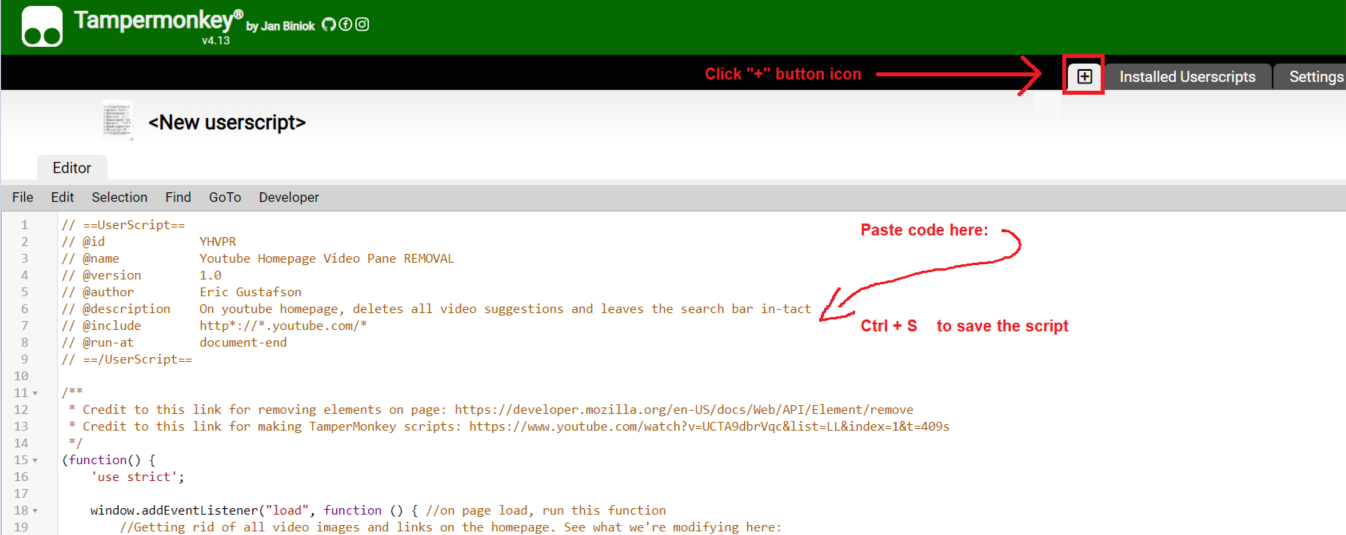 Tampermonkey® by Jan Biniok
v4.13
Click "+" button icon
Installed Userscripts
Settings
<New userscript>
Editor
File Edit Selection Find GoTo Developer
1 // ==UserScript==
2 // @id YHVPR
3 // @name Youtube Homepage Video Pane REMOVAL
4 // @version 1.0
5 // @author Eric Gustafson
6 // @description On youtube homepage, deletes all video suggestions and leaves the search bar in-tact
7 // @include http*://*.youtube.com/*
8 // @run-at document-end
9 // ==/UserScript==
10
11 /**
12 * Credit to this link for removing elements on page: https://developer.mozilla.org/en-US/docs/Web/API/Element/remove
13 * Credit to this link for making TamperMonkey scripts: https://www.youtube.com/watch?v=UCTA9dbrVqc&list=LL&index=1&t=409s
14 */
15 (function() {
16 'use strict';
17
18 window.addEventListener("load", function () { //on page load, run this function
19 //Getting rid of all video images and links on the homepage. See what we're modifying here:
Paste code here:
Ctrl + S to save the script